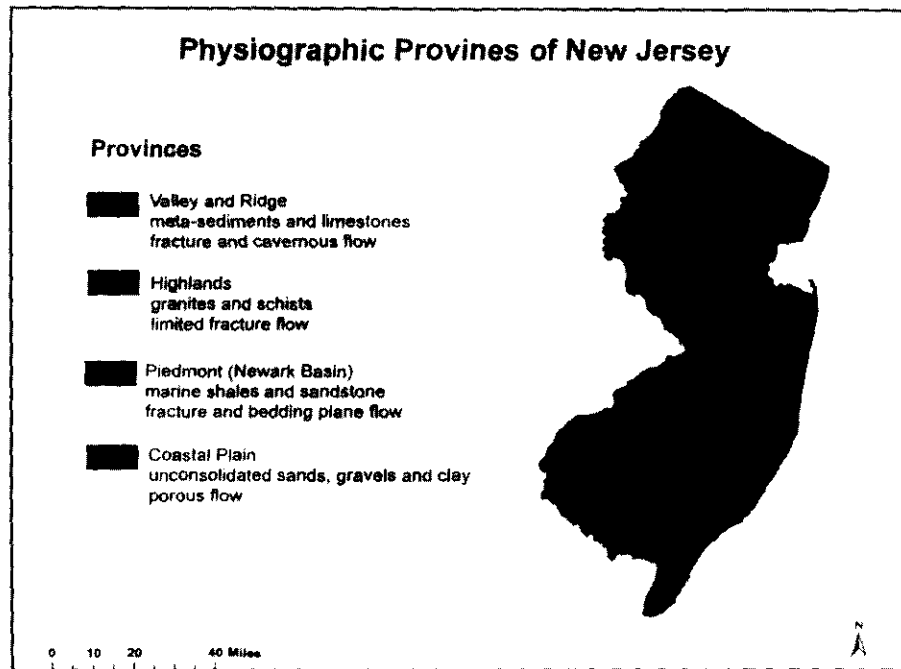 Physiographic Provines of New Jersey
Provinces
Valley and Ridge
meta-sediments and limestones
fracture and cavernous flow
Highlands
granites and schists
limited fracture flow
Piedmont (Newark Basin)
marine shales and sandstone
fracture and bedding plane flow
Coastal Plain
unconsolidated sands, gravels and clay
porous flow
0 10 20 40 Miles
N